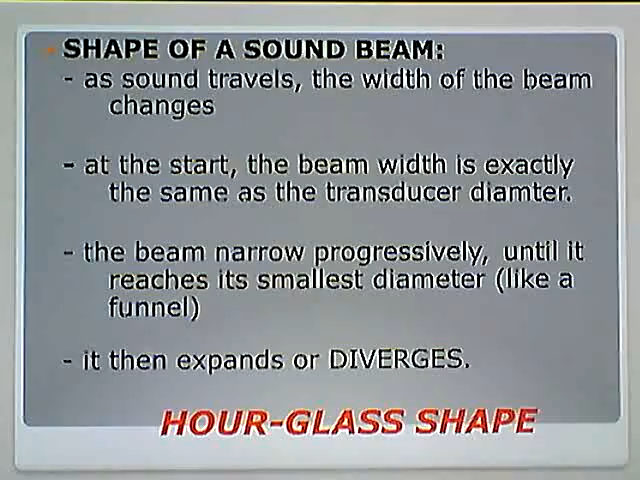 SHAPE OF A SOUND BEAM:
- as sound travels, the width of the beam
changes
- at the start, the beam width is exactly
the same as the transducer diamter.
- the beam narrow progressively, until it
reaches its smallest diameter (like a
funnel)
- it then expands or DIVERGES.
HOUR-GLASS SHAPE